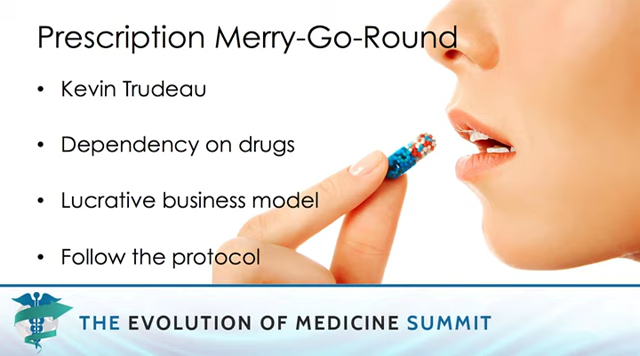 Prescription Merry-Go-Round
• Kevin Trudeau
• Dependency on drugs
• Lucrative business model
• Follow the protocol
THE EVOLUTION OF MEDICINE SUMMIT